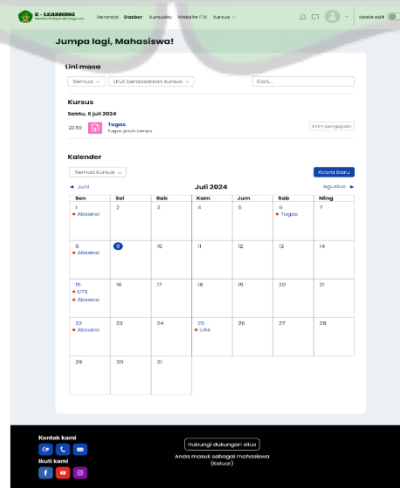 E - LEARNING
Beranda Dasbor Kursusku Website FTK Kursus
Mode edit
Jumpa lagi, Mahasiswa!
Lini masa
Semua
Urut berdasarkan kursus
Cari...
Kursus
Sabtu, 6 juli 2024
23.59
Tugas
Tugas jatuh tempo
Kirim pengajuan
Kalender
Semua kursus
Acara baru
◄ Juni
Juli 2024
Agustus ►
Sen Sel Rab Kam Jum Sab Ming
1 2 3 4 5 6 7
Absensi
Tugas
8 9 10 11 12 13 14
Absensi
15 16 17 18 19 20 21
UTS
Absensi
22 23 24 25 26 27 28
Absensi
UAS
29 30 31
Kontak kami
Ikuti kami
Hubungi dukungan situs
Anda masuk sebagai mahasiswa
(Keluar)